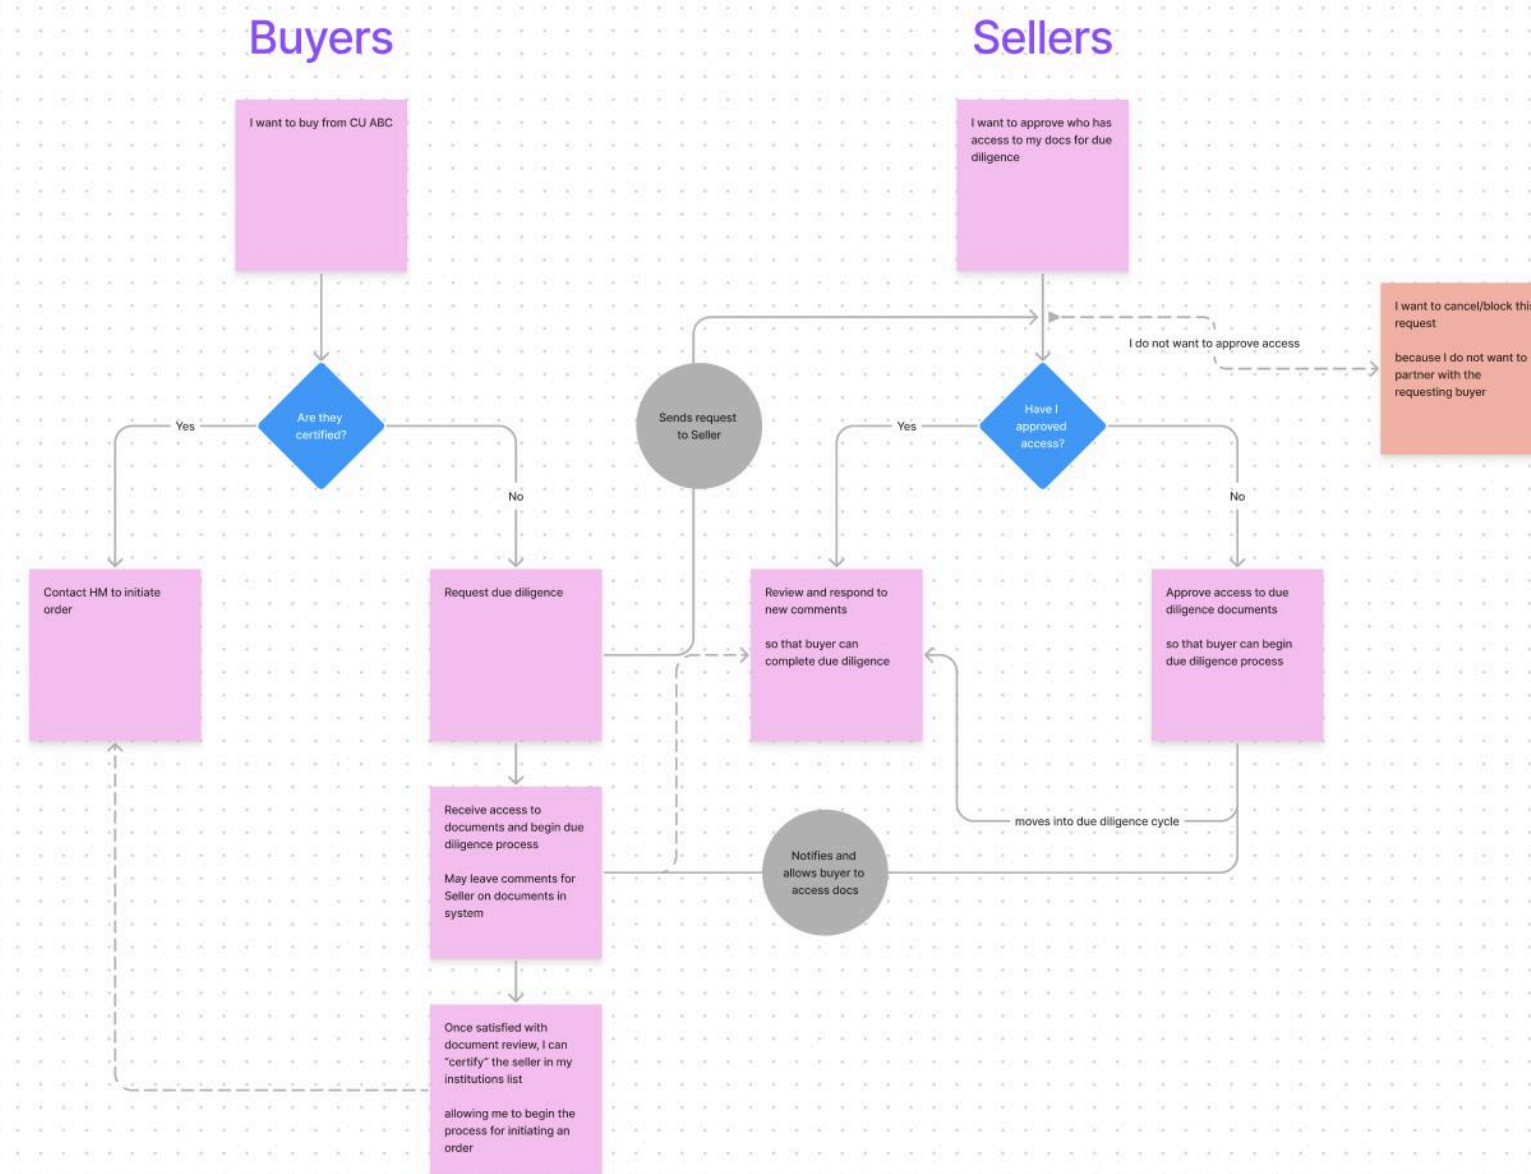 Buyers
Sellers
I want to buy from CU ABC
I want to approve who has
access to my docs for due
diligence
I want to cancel/block this
request
because I do not want to
partner with the
requesting buyer
I do not want to approve access
Are they
certified?
Yes
No
Sends request
to Seller
Have I
approved
access?
Yes
No
Contact HM to initiate
order
Request due diligence
Review and respond to
new comments
so that buyer can
complete due diligence
Approve access to due
diligence documents
so that buyer can begin
due diligence process
Receive access to
documents and begin due
diligence process
May leave comments for
Seller on documents in
system
moves into due diligence cycle
Notifies and
allows buyer to
access docs
Once satisfied with
document review, I can
"certify" the seller in my
institutions list
allowing me to begin the
process for initiating an
order